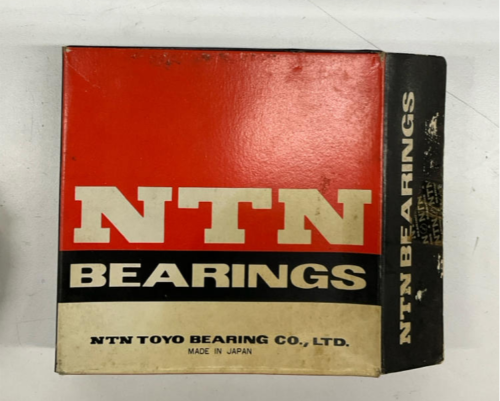 NTN
BEARINGS
NTN TOYO BEARING CO., LTD.
MADE IN JAPAN
NTN BEARINGS